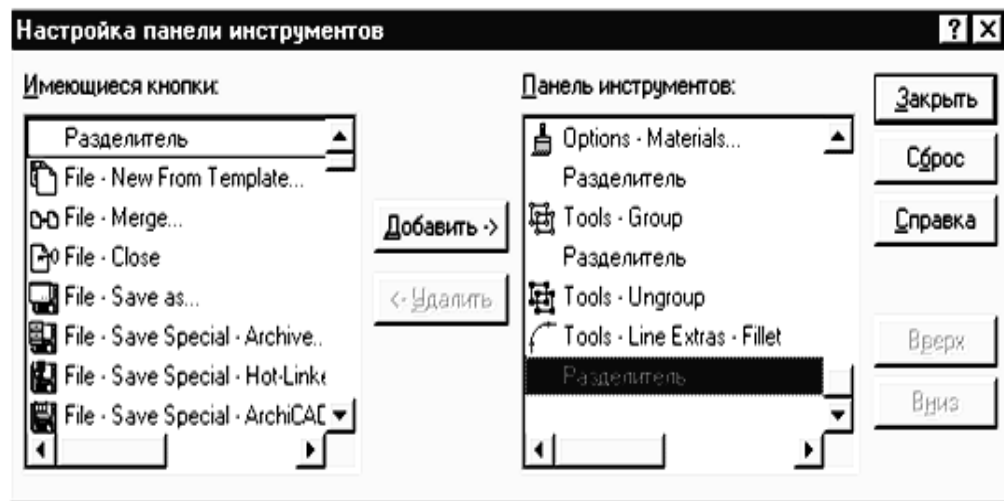 Настройка панели инструментов
Имеющиеся кнопки:
Разделитель
File - New From Template...
File - Merge...
File - Close
File - Save as...
File - Save Special - Archive..
File - Save Special - Hot-Linke
File - Save Special - ArchiCAD
Добавить ->
<- Удалить
Панель инструментов:
Options - Materials...
Разделитель
Tools - Group
Разделитель
Tools - Ungroup
Tools - Line Extras - Fillet
Разделитель
Закрыть
Сброс
Справка
Вверх
Вниз